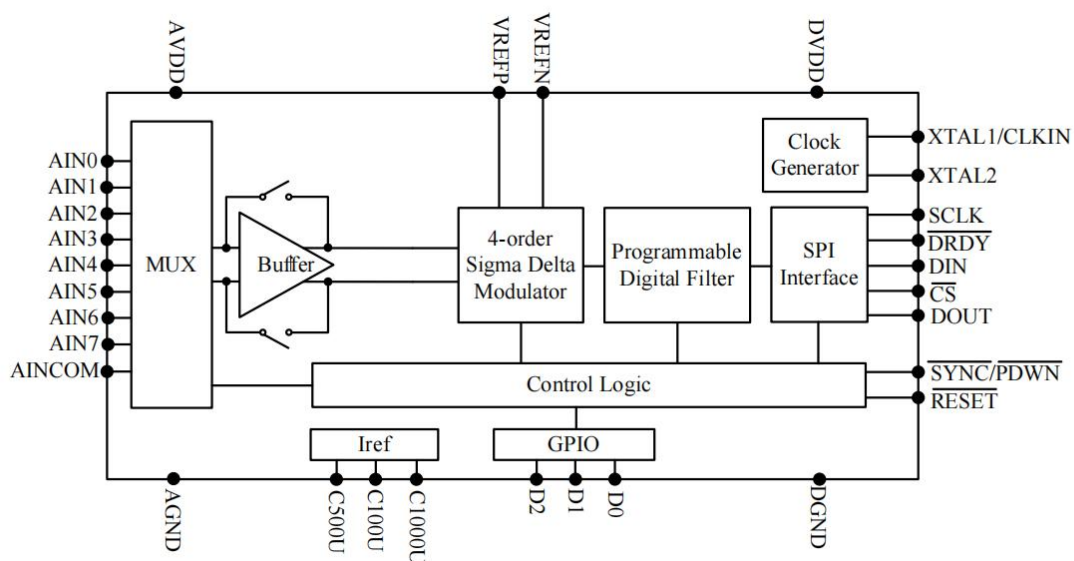 AVDD
VREFP
VREFN
DVDD
AIN0
AIN1
AIN2
AIN3
AIN4
AIN5
AIN6
AIN7
AINCOM
MUX
Buffer
4-order
Sigma Delta
Modulator
Programmable
Digital Filter
Clock
Generator
SPI
Interface
XTAL1/CLKIN
XTAL2
SCLK
DRDY
DIN
CS
DOUT
SYNC/PDWN
RESET
Control Logic
Iref
GPIO
AGND
C500U
C100U
C1000U
D2
D1
D0
DGND